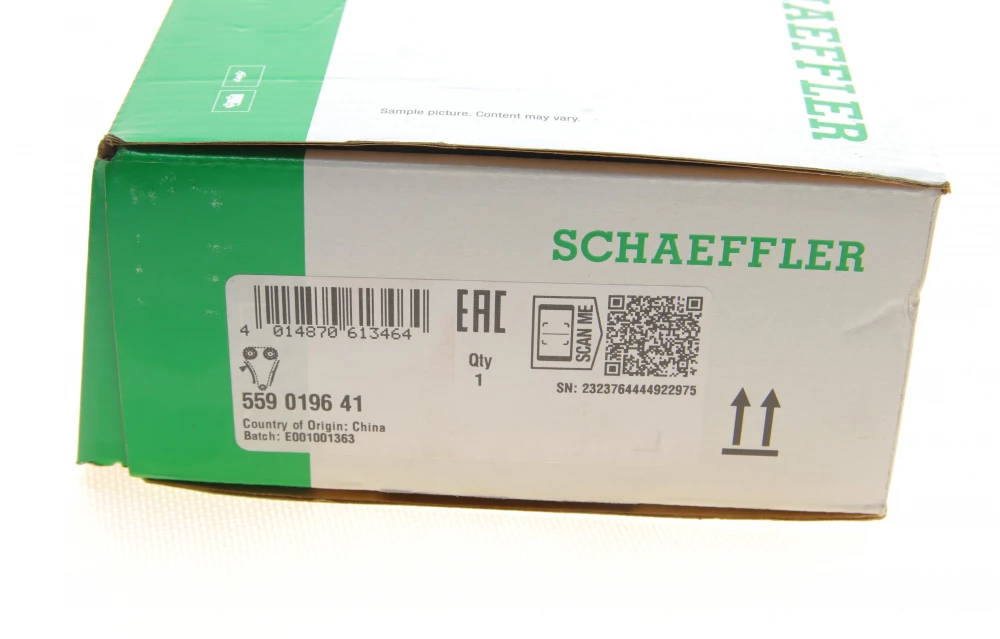 Sample picture. Content may vary.
SCHAEFFLER
SCHAEFFLER
4 014870 613464
EAC
Qty
1
SCAN ME
SN: 2323764444922975
559 0196 41
Country of Origin: China
Batch: E001001363